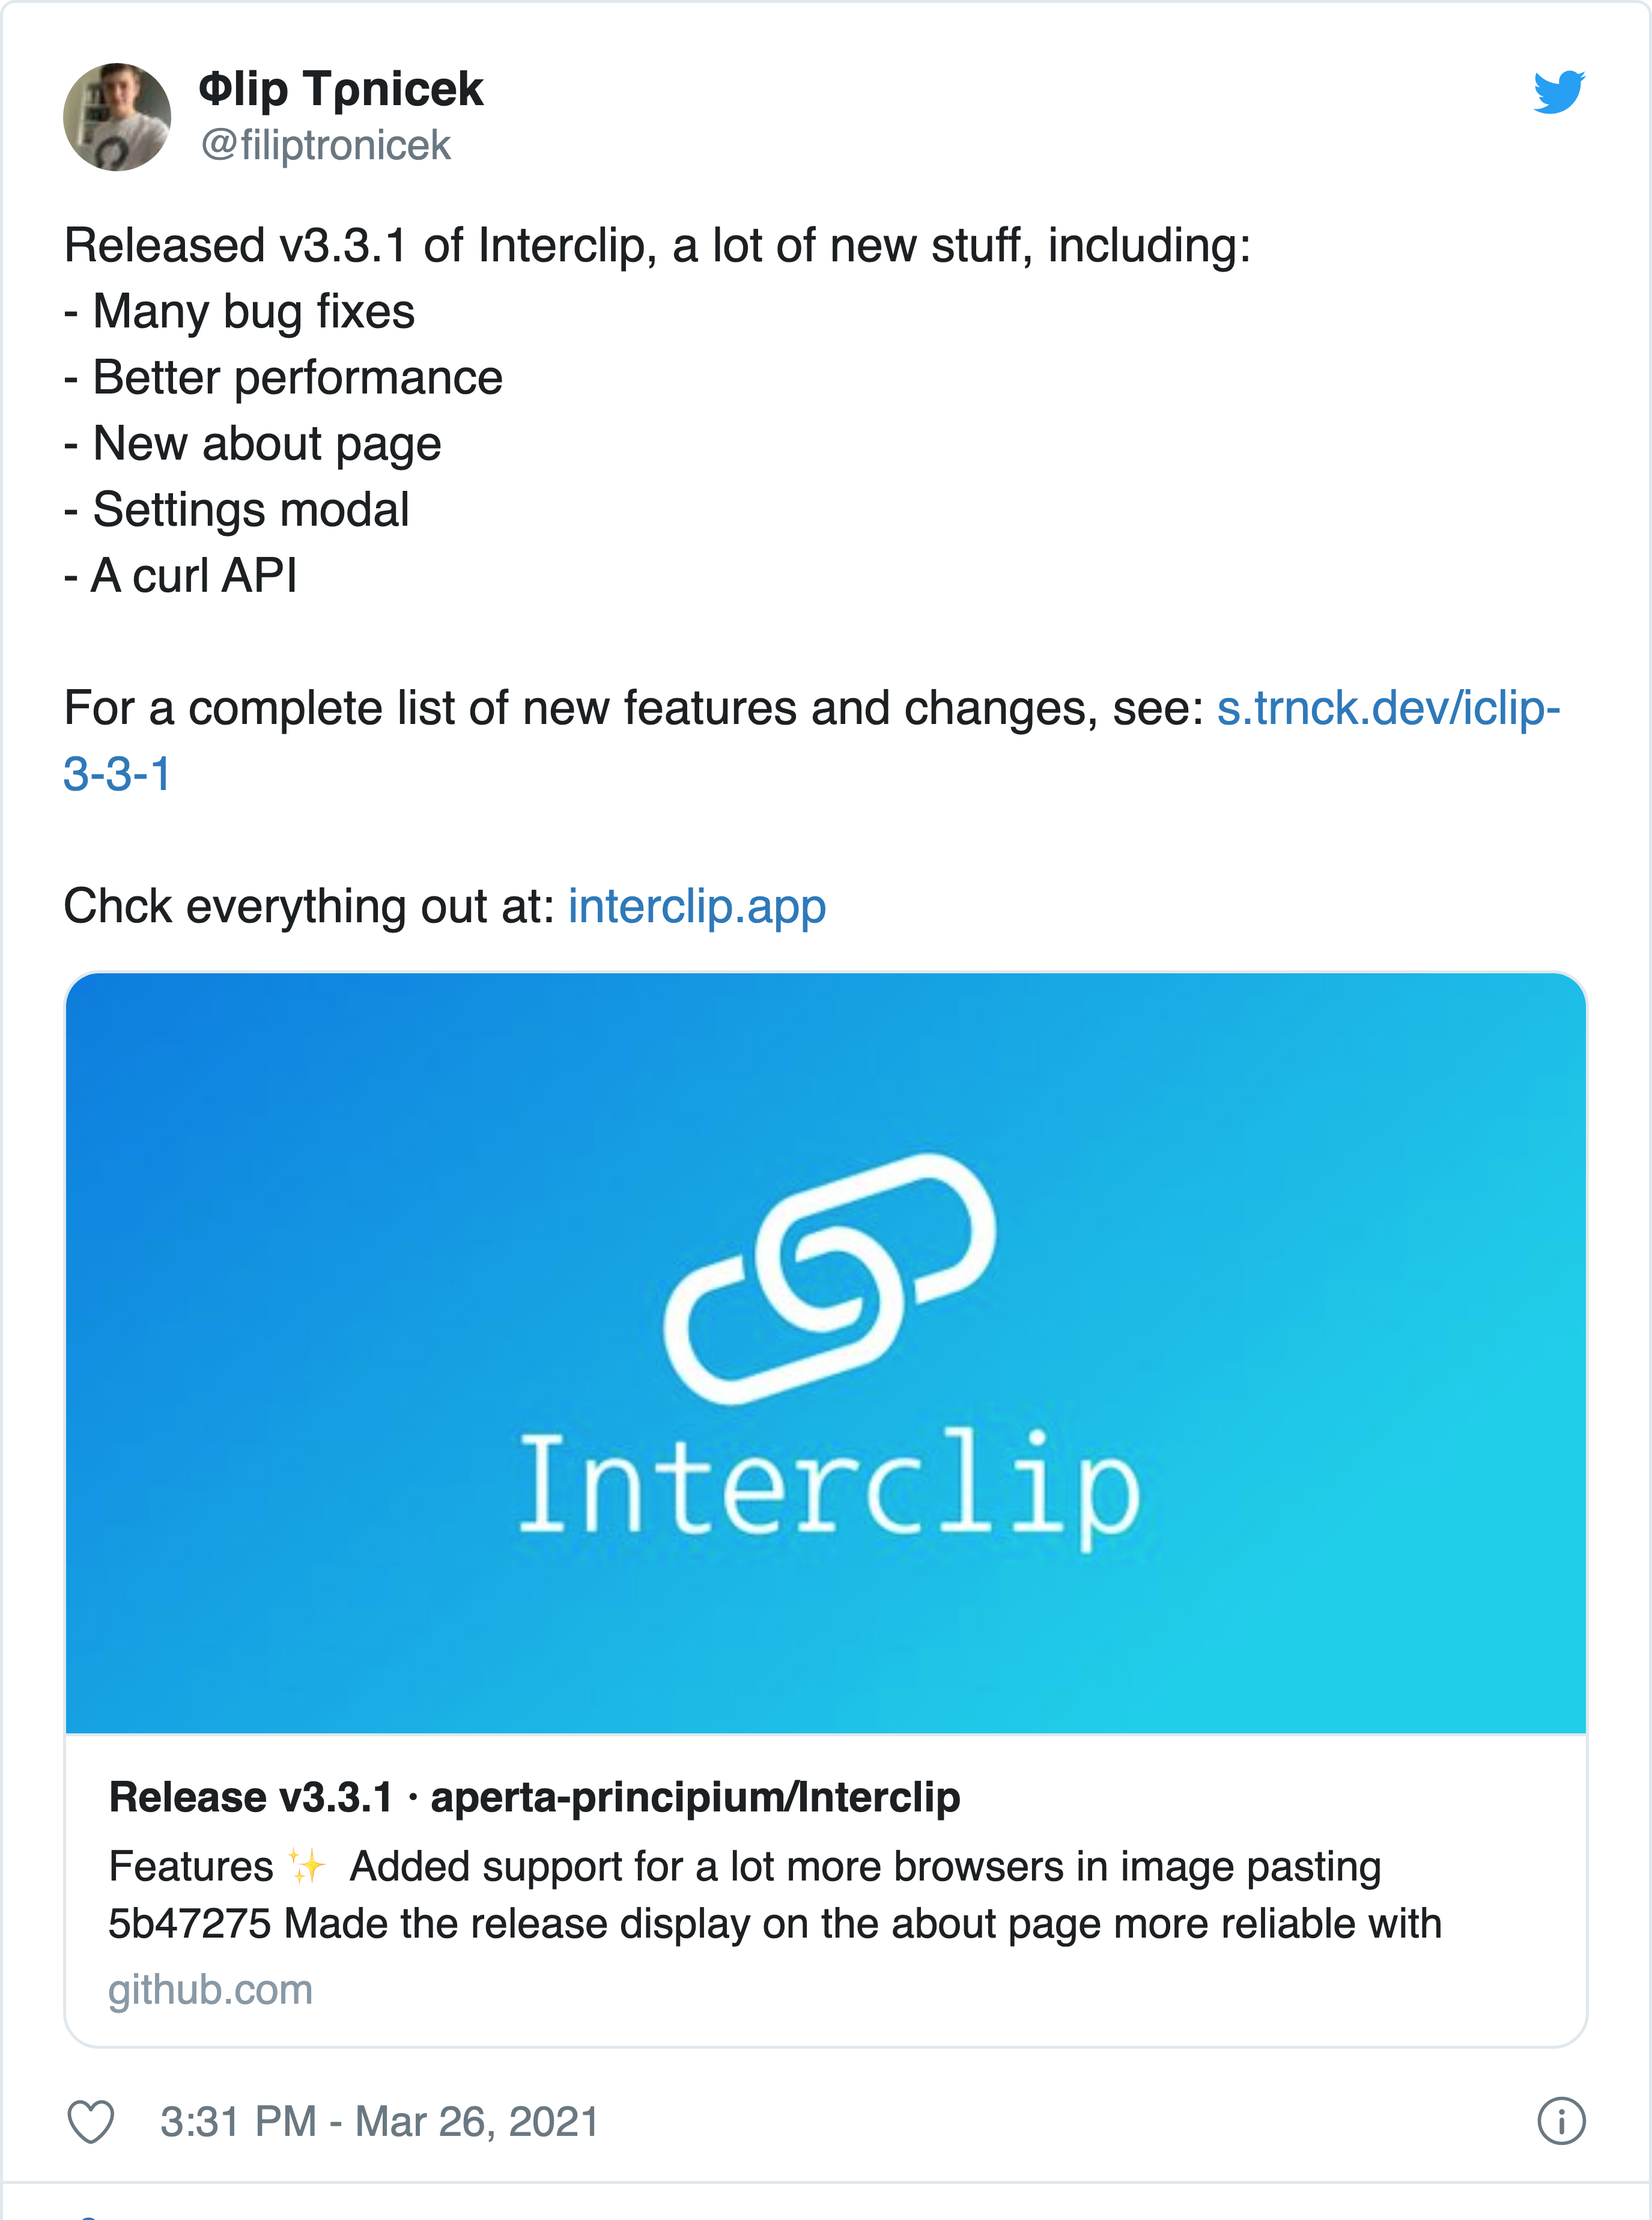 Φlip Tρnicek
@filiptronicek
Released v3.3.1 of Interclip, a lot of new stuff, including:
- Many bug fixes
- Better performance
- New about page
- Settings modal
- A curl API
For a complete list of new features and changes, see: s.trnck.dev/iclip-
3-3-1
Chck everything out at: interclip.app
Interclip
Release v3.3.1 · aperta-principium/Interclip
Features ✨ Added support for a lot more browsers in image pasting
5b47275 Made the release display on the about page more reliable with
github.com
3:31 PM - Mar 26, 2021